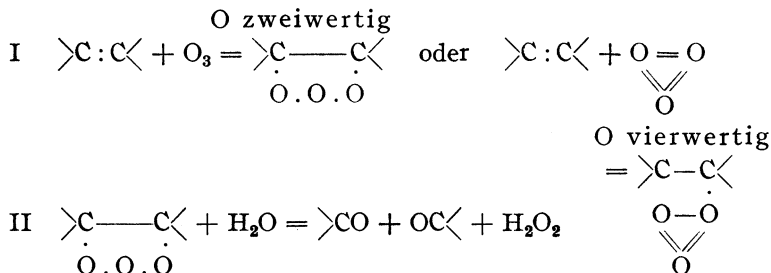 O zweiwertig
I >C:C< + O₃ = >C—C< oder >C:C< + O=O
O.O.O O
O vierwertig
= >C—C<
II >C—C< + H₂O = >CO + OC< + H₂O₂ O—O
O.O.O O